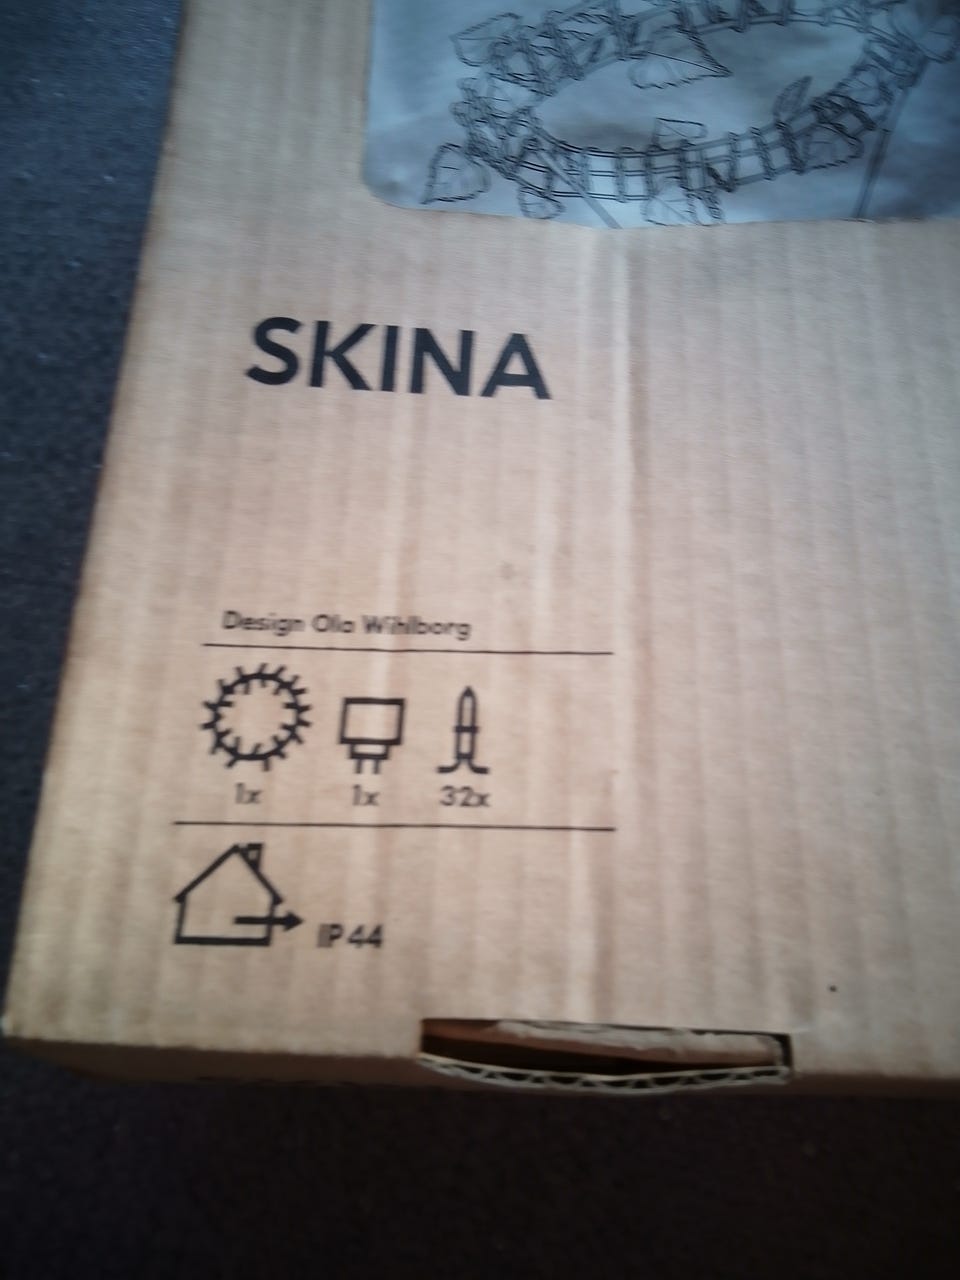 SKINA
Design Ola Wihlborg
1x 1x 32x
IP44